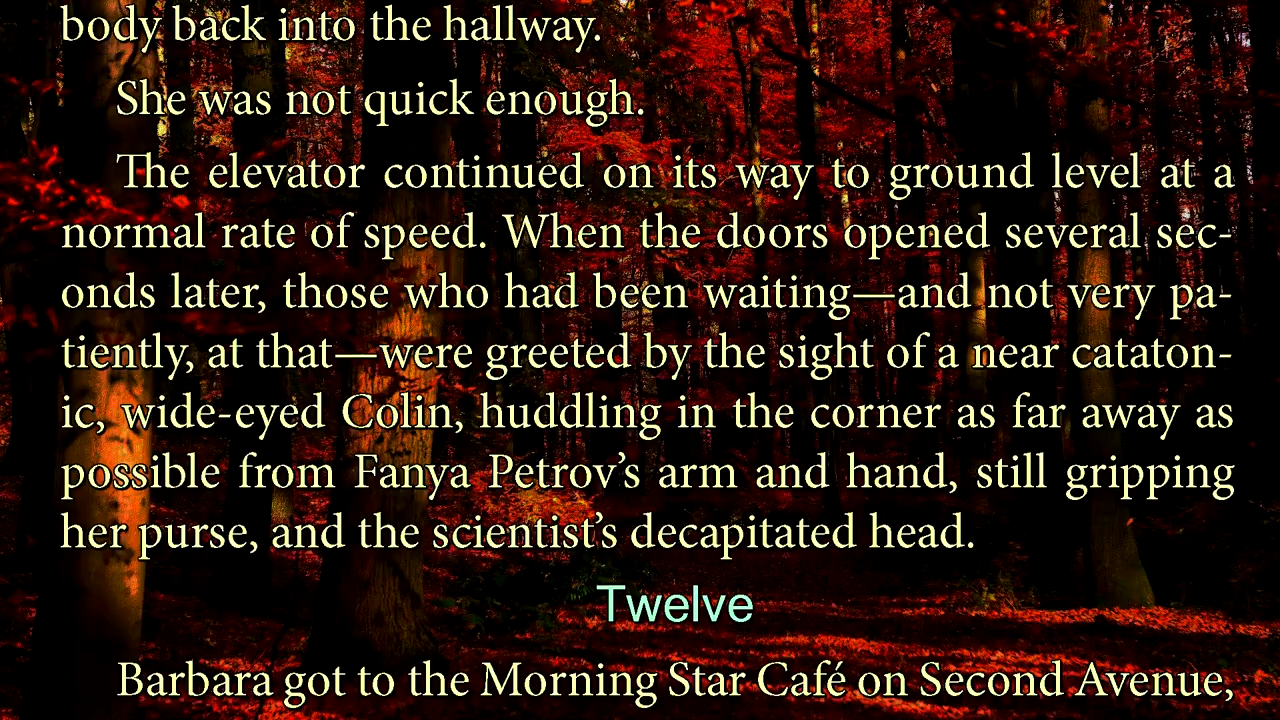 body back into the hallway.
She was not quick enough.
The elevator continued on its way to ground level at a
normal rate of speed. When the doors opened several sec-
onds later, those who had been waiting—and not very pa-
tiently, at that—were greeted by the sight of a near cataton-
ic, wide-eyed Colin, huddling in the corner as far away as
possible from Fanya Petrov’s arm and hand, still gripping
her purse, and the scientist’s decapitated head.
Twelve
Barbara got to the Morning Star Café on Second Avenue,